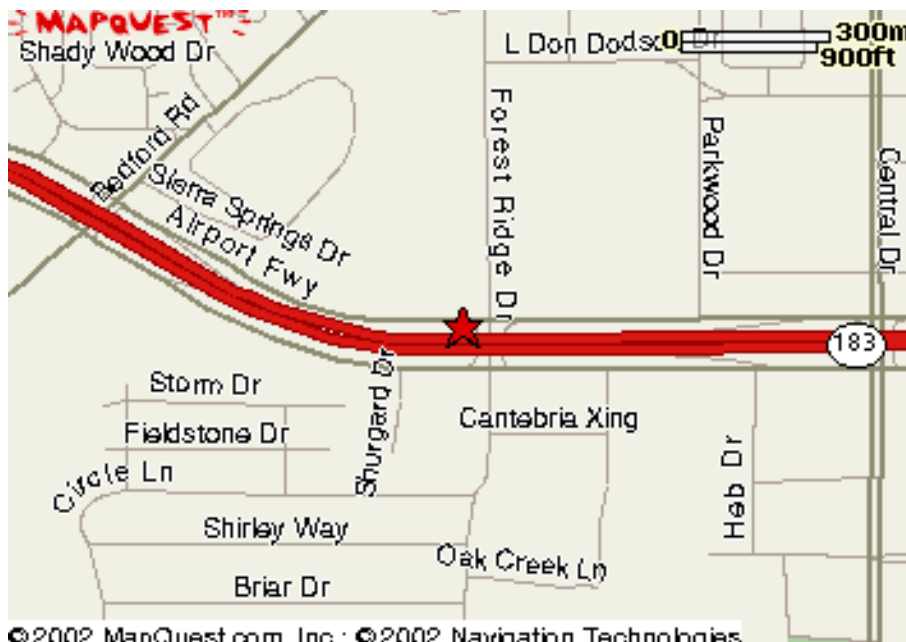 MAPQUEST™
Shady Wood Dr
L Don Dodson Dr
0
300m
900ft
Bedford Rd
Forest Ridge Dr
Parkwood Dr
Central Dr
Sierra Springs Dr
Airport Fwy
183
Storm Dr
Shurgard Dr
Cantebria Xing
Fieldstone Dr
Heb Dr
Circle Ln
Shirley Way
Oak Creek Ln
Briar Dr
©2002 MapQuest.com, Inc.; ©2002 Navigation Technologies